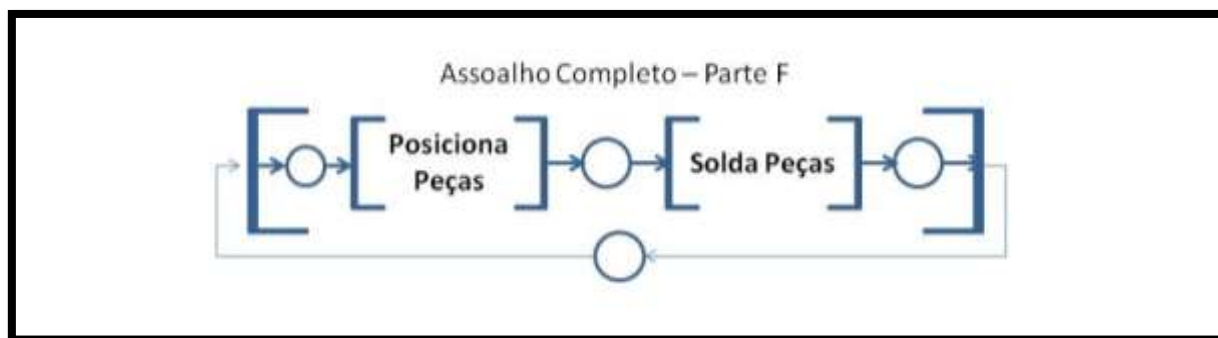 Assoalho Completo – Parte F
Posiciona
Peças
Solda Peças